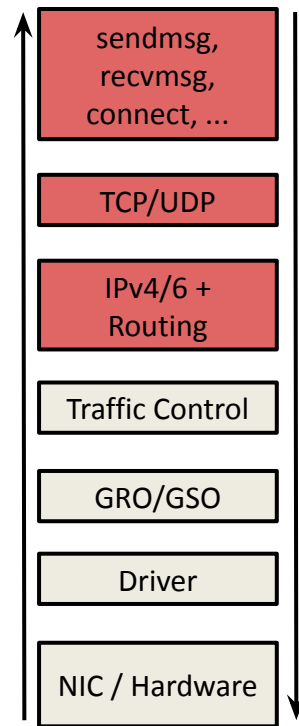 sendmsg,
recvmsg,
connect, ...
TCP/UDP
IPv4/6 +
Routing
Traffic Control
GRO/GSO
Driver
NIC / Hardware